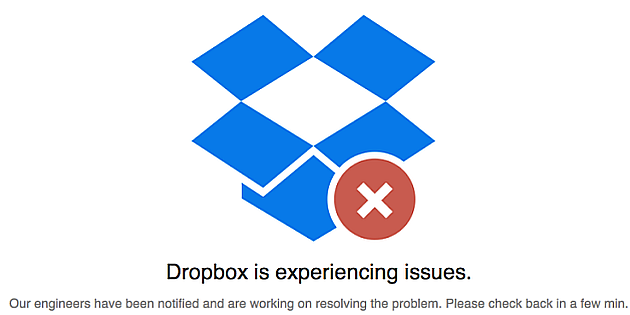 Dropbox is experiencing issues.
Our engineers have been notified and are working on resolving the problem. Please check back in a few min.